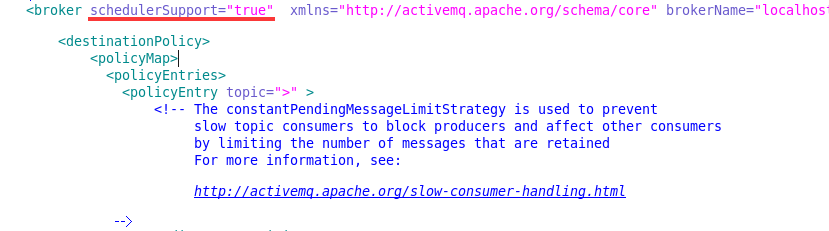 <broker schedulerSupport="true" xmlns="http://activemq.apache.org/schema/core" brokerName="localhost
<destinationPolicy>
<policyMap>
<policyEntries>
<policyEntry topic=">" >
<!-- The constantPendingMessageLimitStrategy is used to prevent
slow topic consumers to block producers and affect other consumers
by limiting the number of messages that are retained
For more information, see:
http://activemq.apache.org/slow-consumer-handling.html
-->